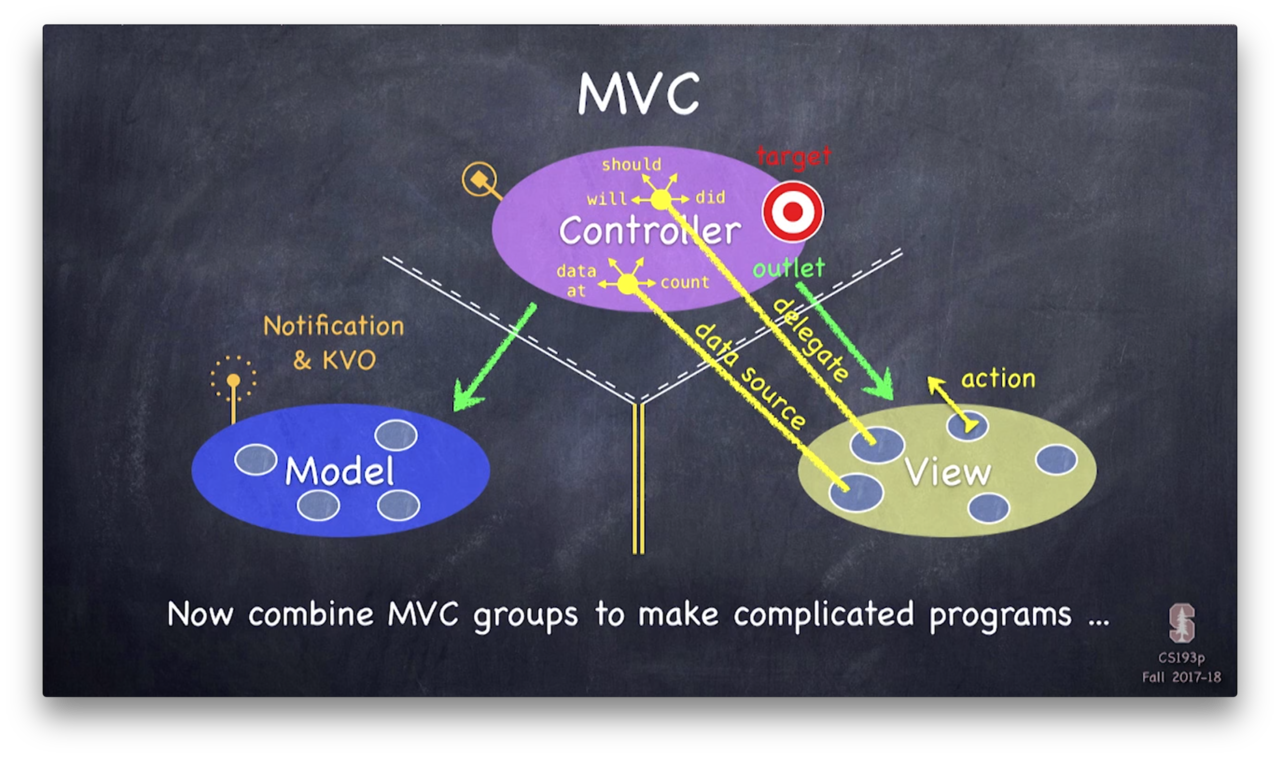 MVC
should
target
will
did
Controller
data
at
count
outlet
delegate
data source
Notification
& KVO
action
Model
View
Now combine MVC groups to make complicated programs ...
S
CS193p
Fall 2017-18